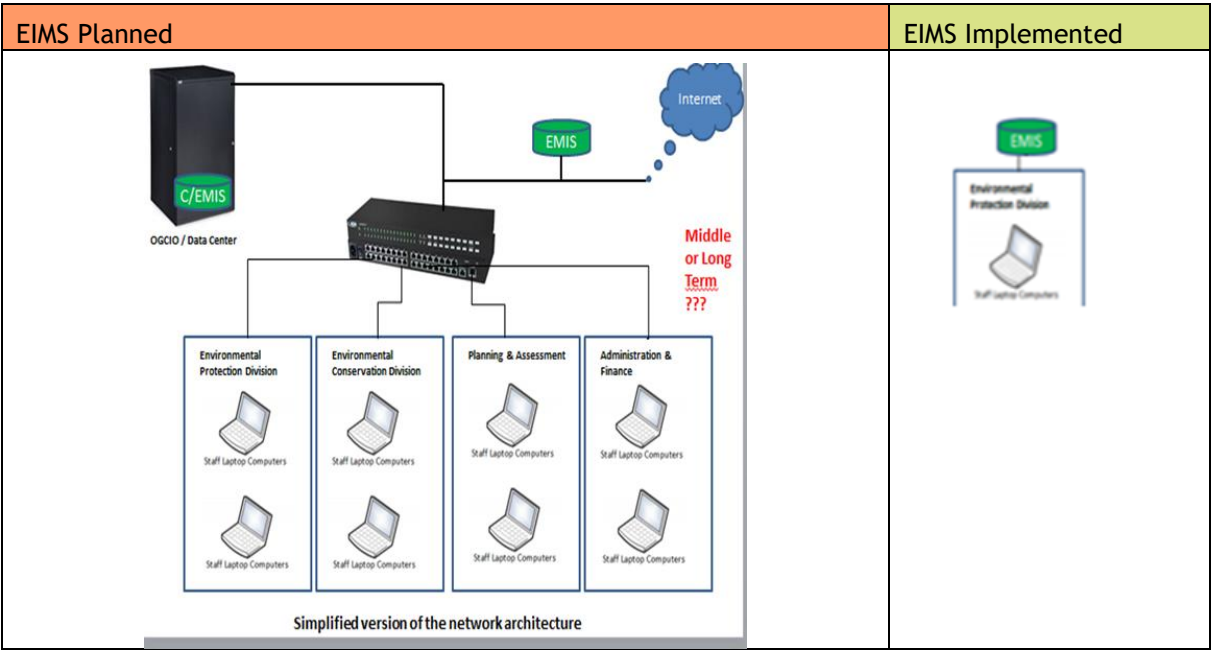 EIMS Planned
EIMS Implemented
Internet
EMIS
C/EMIS
OGCIO / Data Center
Middle
or Long
Term
???
Environmental
Protection Division
Staff Laptop Computers
Staff Laptop Computers
Environmental
Conservation Division
Staff Laptop Computers
Staff Laptop Computers
Planning & Assessment
Staff Laptop Computers
Staff Laptop Computers
Administration &
Finance
Staff Laptop Computers
Staff Laptop Computers
Simplified version of the network architecture
EMIS
Environmental
Protection Division
Staff Laptop Computers